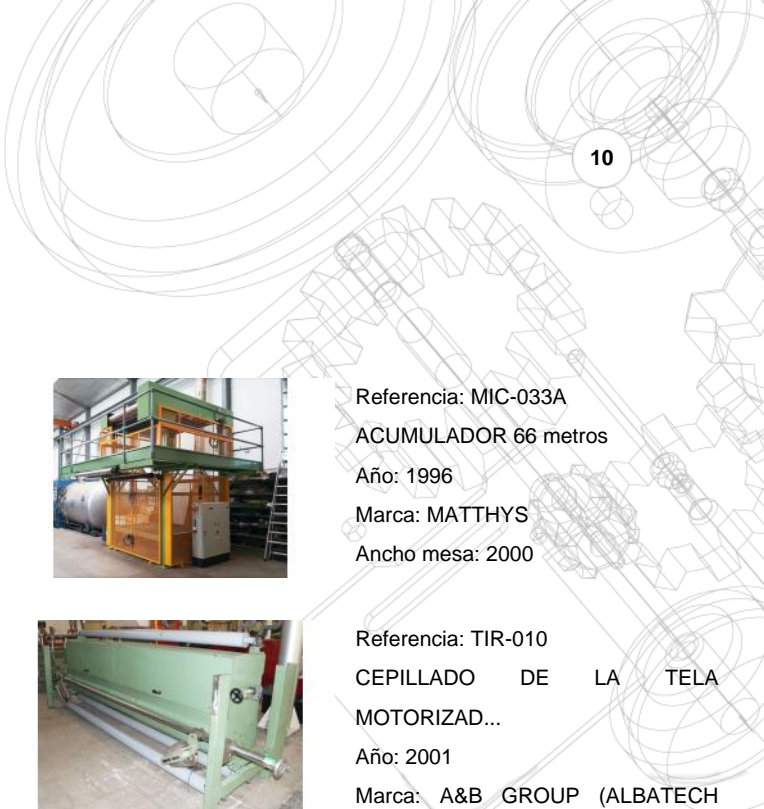 10
Referencia: MIC-033A
ACUMULADOR 66 metros
Año: 1996
Marca: MATTHYS
Ancho mesa: 2000
Referencia: TIR-010
CEPILLADO DE LA TELA
MOTORIZAD...
Año: 2001
Marca: A&B GROUP (ALBATECH